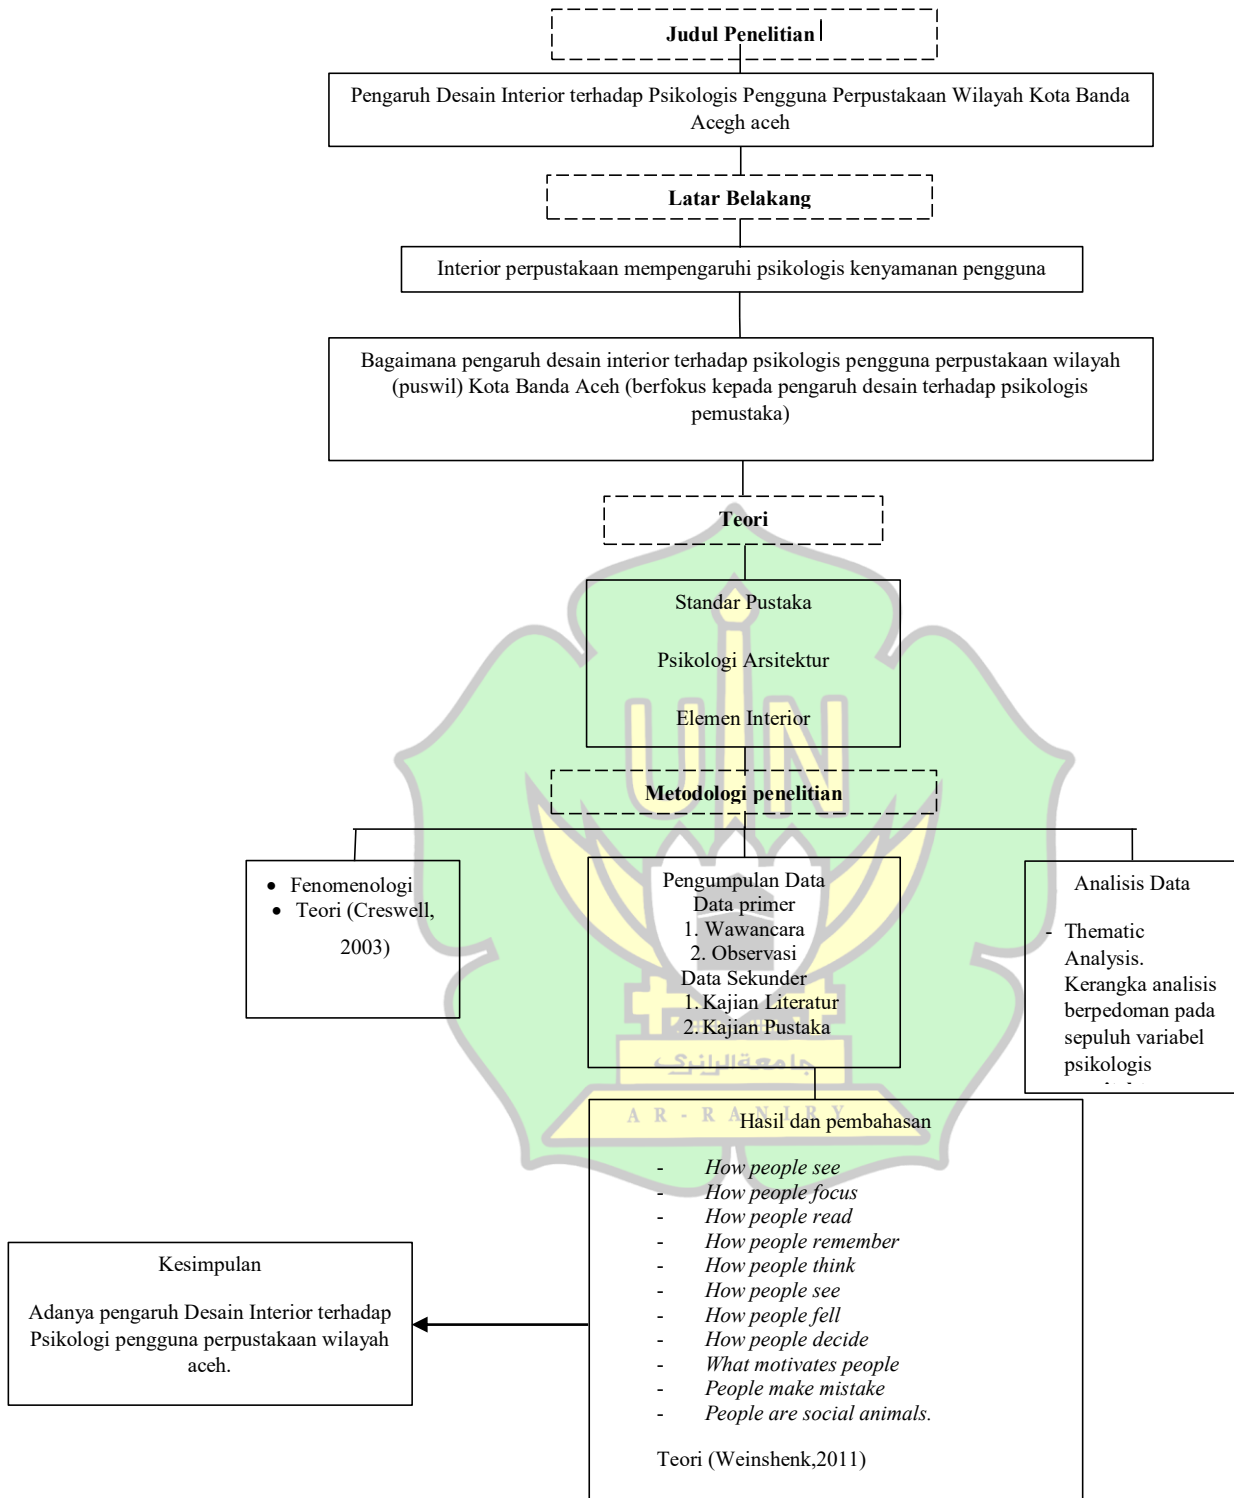 Judul Penitian
Pengaruh Desain Interior terhadap Psikologis Pengguna Perpustakaan Wilayah Kota Banda
Acegh aceh
Latar Belakang
Interior perpustakaan mempengaruhi psikologis kenyamanan pengguna
Bagaimana pengaruh desain interior terhadap psikologis pengguna perpustakaan wilayah
(puswil) Kota Banda Aceh (berfokus kepada pengaruh desain terhadap psikologis
pemustaka)
Teori
Standar Pustaka
Psikologi Arsitektur
Elemen Interior
UIN
Metodologi penelitian
• Fenomenologi
• Teori (Creswell,
2003)
Pengumpulan Data
Data primer
1. Wawancara
2. Observasi
Data Sekunder
1. Kajian Literatur
2. Kajian Pustaka
Analisis Data
- Thematic
Analysis.
Kerangka analisis
berpedoman pada
sepuluh variabel
psikologis
جامعة الرانري
AR-RANIRY
Hasil dan pembahasan
- How people see
- How people focus
- How people read
- How people remember
- How people think
- How people see
- How people fell
- How people decide
- What motivates people
- People make mistake
- People are social animals.
Teori (Weinshenk,2011)
Kesimpulan
Adanya pengaruh Desain Interior terhadap
Psikologi pengguna perpustakaan wilayah
aceh.